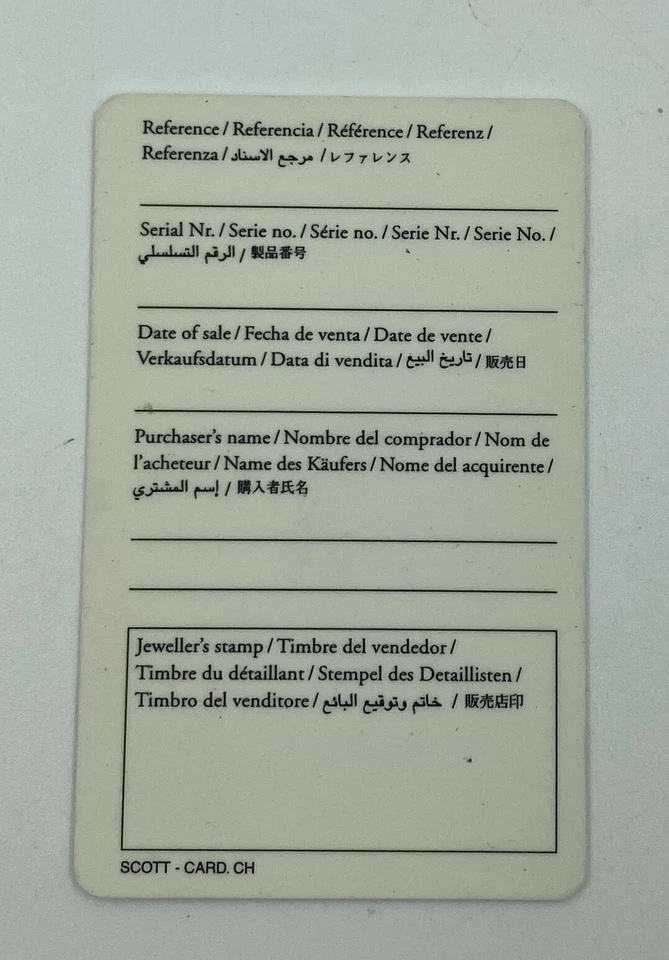 Reference / Referencia / Référence / Referenz /
Referenza / مرجع الاسناد / レファレンス
Serial Nr. / Serie no. / Série no. / Serie Nr. / Serie No. /
الرقم التسلسلي / 製品番号
Date of sale / Fecha de venta / Date de vente /
Verkaufsdatum / Data di vendita / تاريخ البيع / 販売日
Purchaser's name / Nombre del comprador / Nom de
l'acheteur / Name des Käufers / Nome del acquirente /
إسم المشتري / 購入者氏名
Jeweller's stamp / Timbre del vendedor /
Timbre du détaillant / Stempel des Detaillisten /
Timbro del venditore / خاتم وتوقيع البائع / 販売店印
SCOTT - CARD. CH